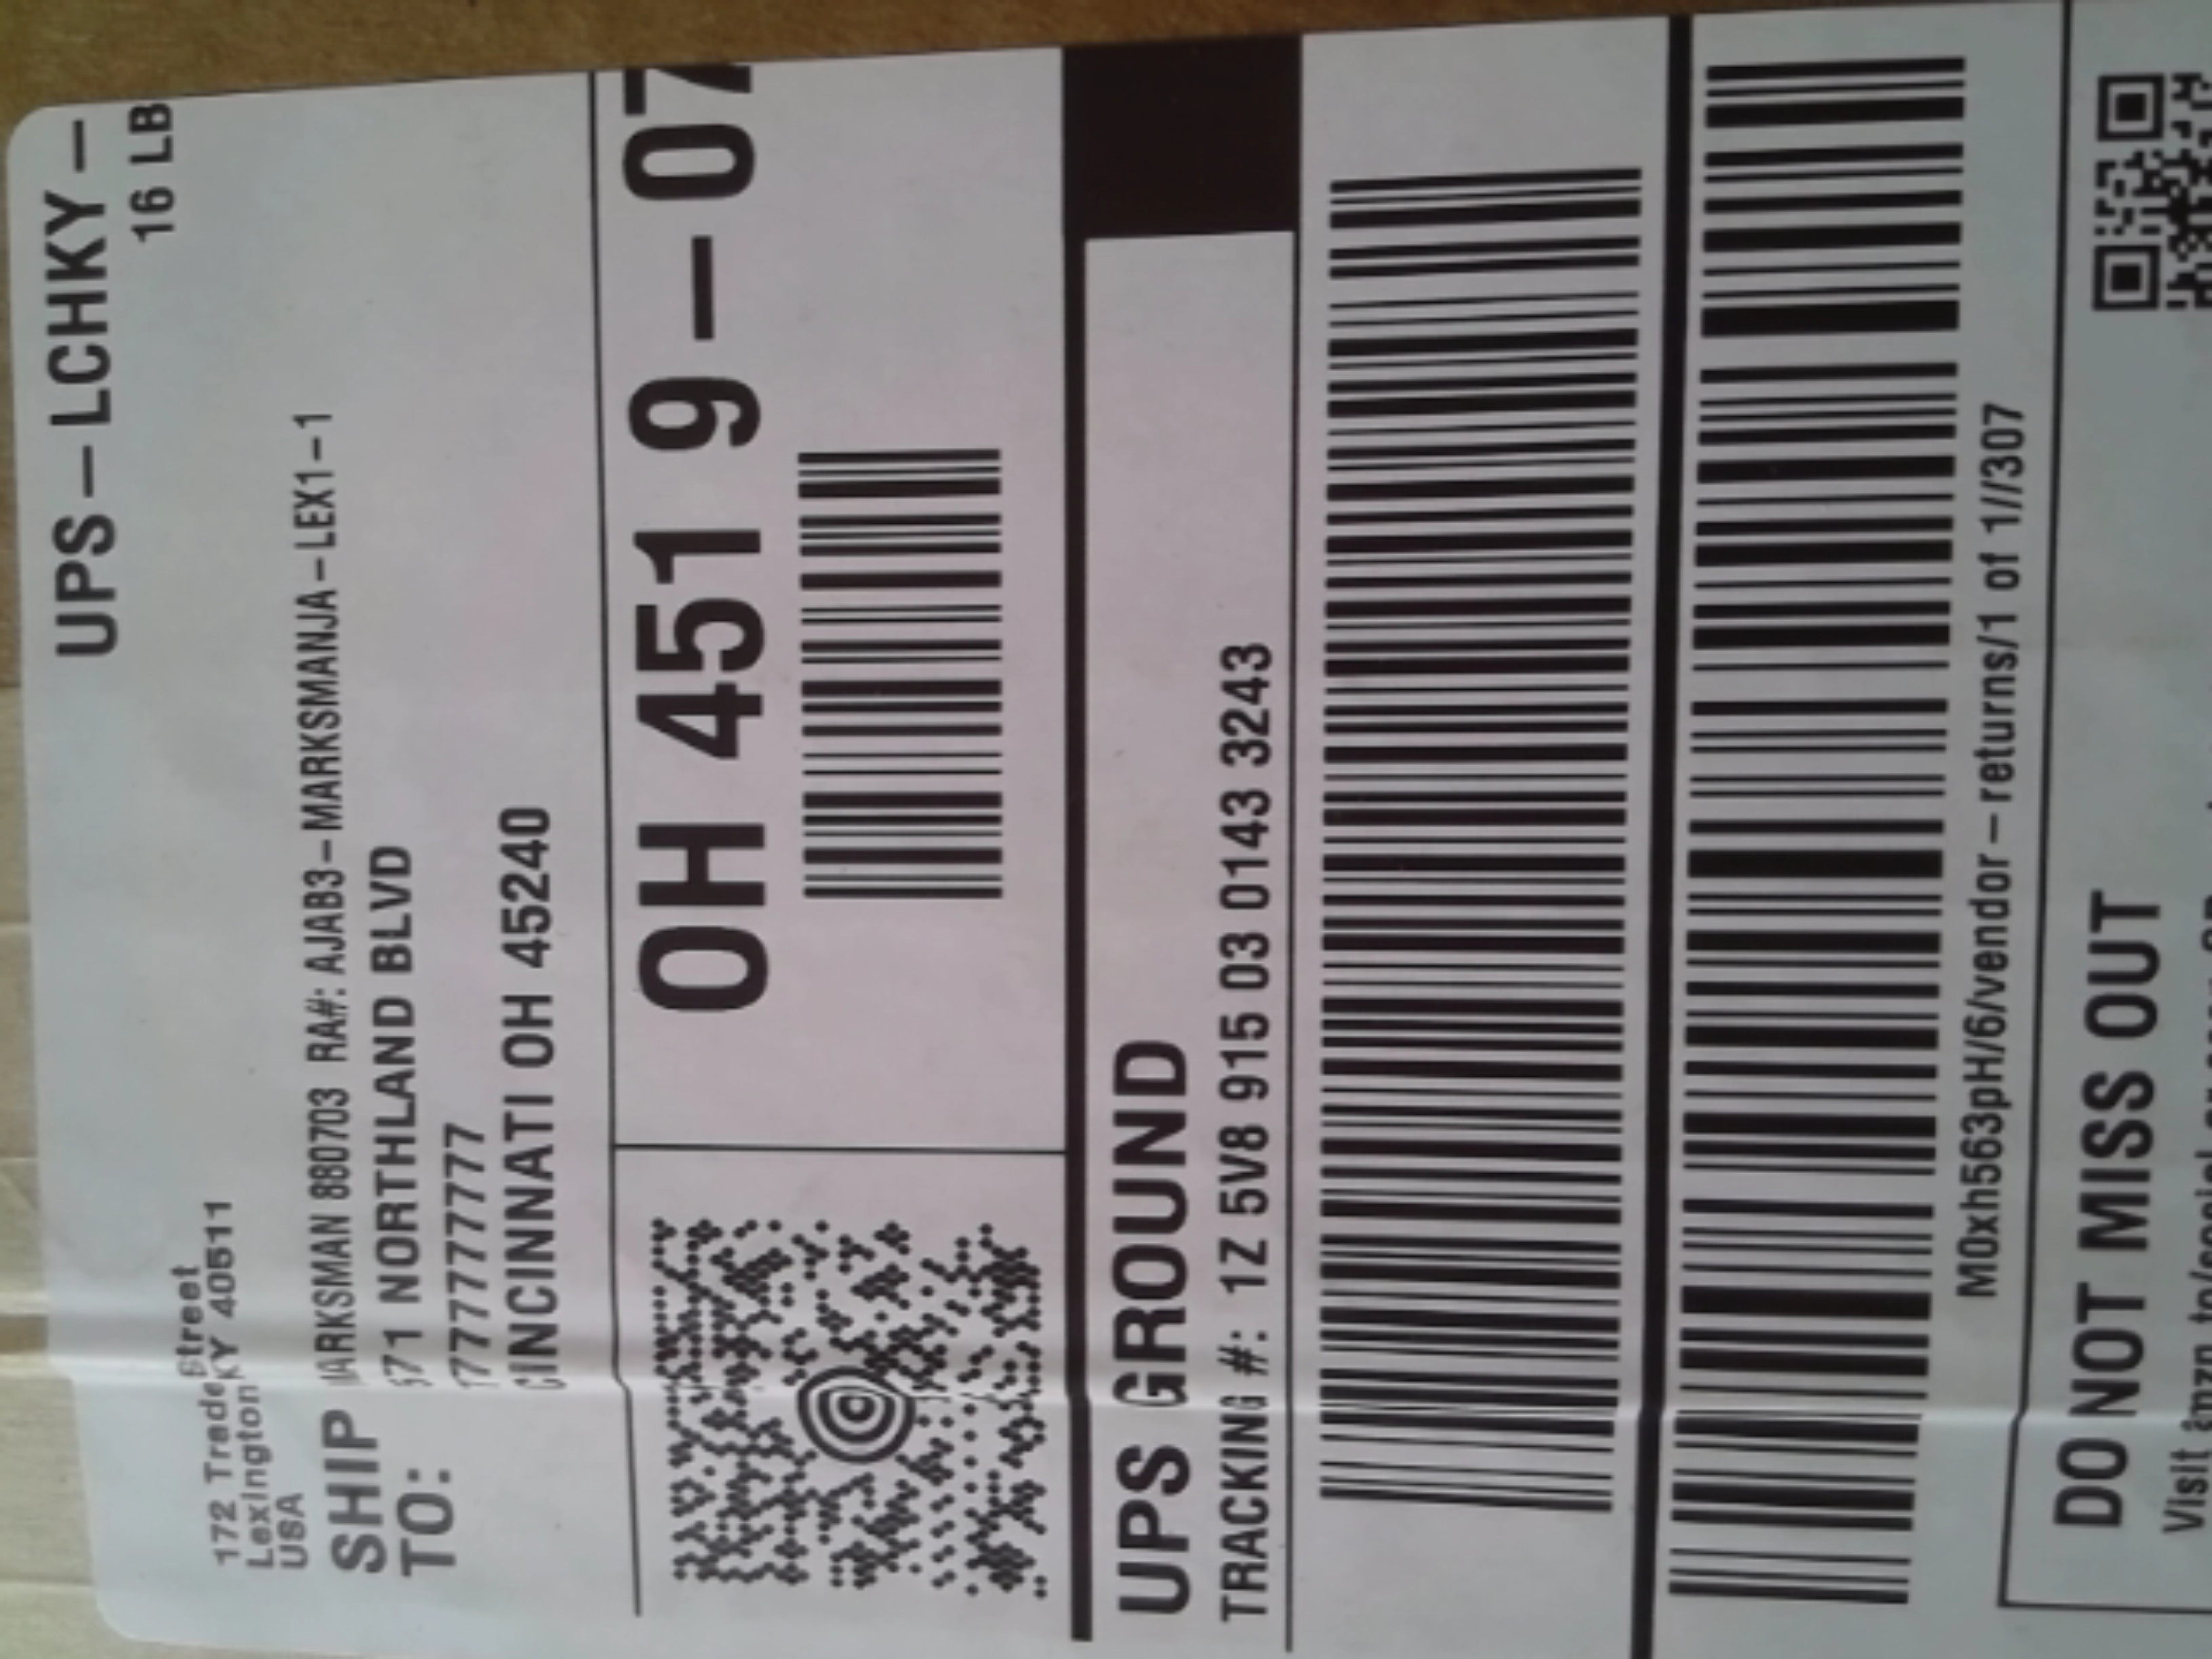 UPS-LCHKY-
16 LB
172 Trade Street
Lexington KY 40511
USA
SHIP
TO:
MARKSMAN 880703 RA#: AJAB3-MARKSMANJA-LEX1-1
571 NORTHLAND BLVD
7777777777
CINCINNATI OH 45240
OH 451 9-07
UPS GROUND
TRACKING #: 1Z 5V8 915 03 0143 3243
M0xh563pH/6/vendor-returns/1 of 1//307
DO NOT MISS OUT
Visit